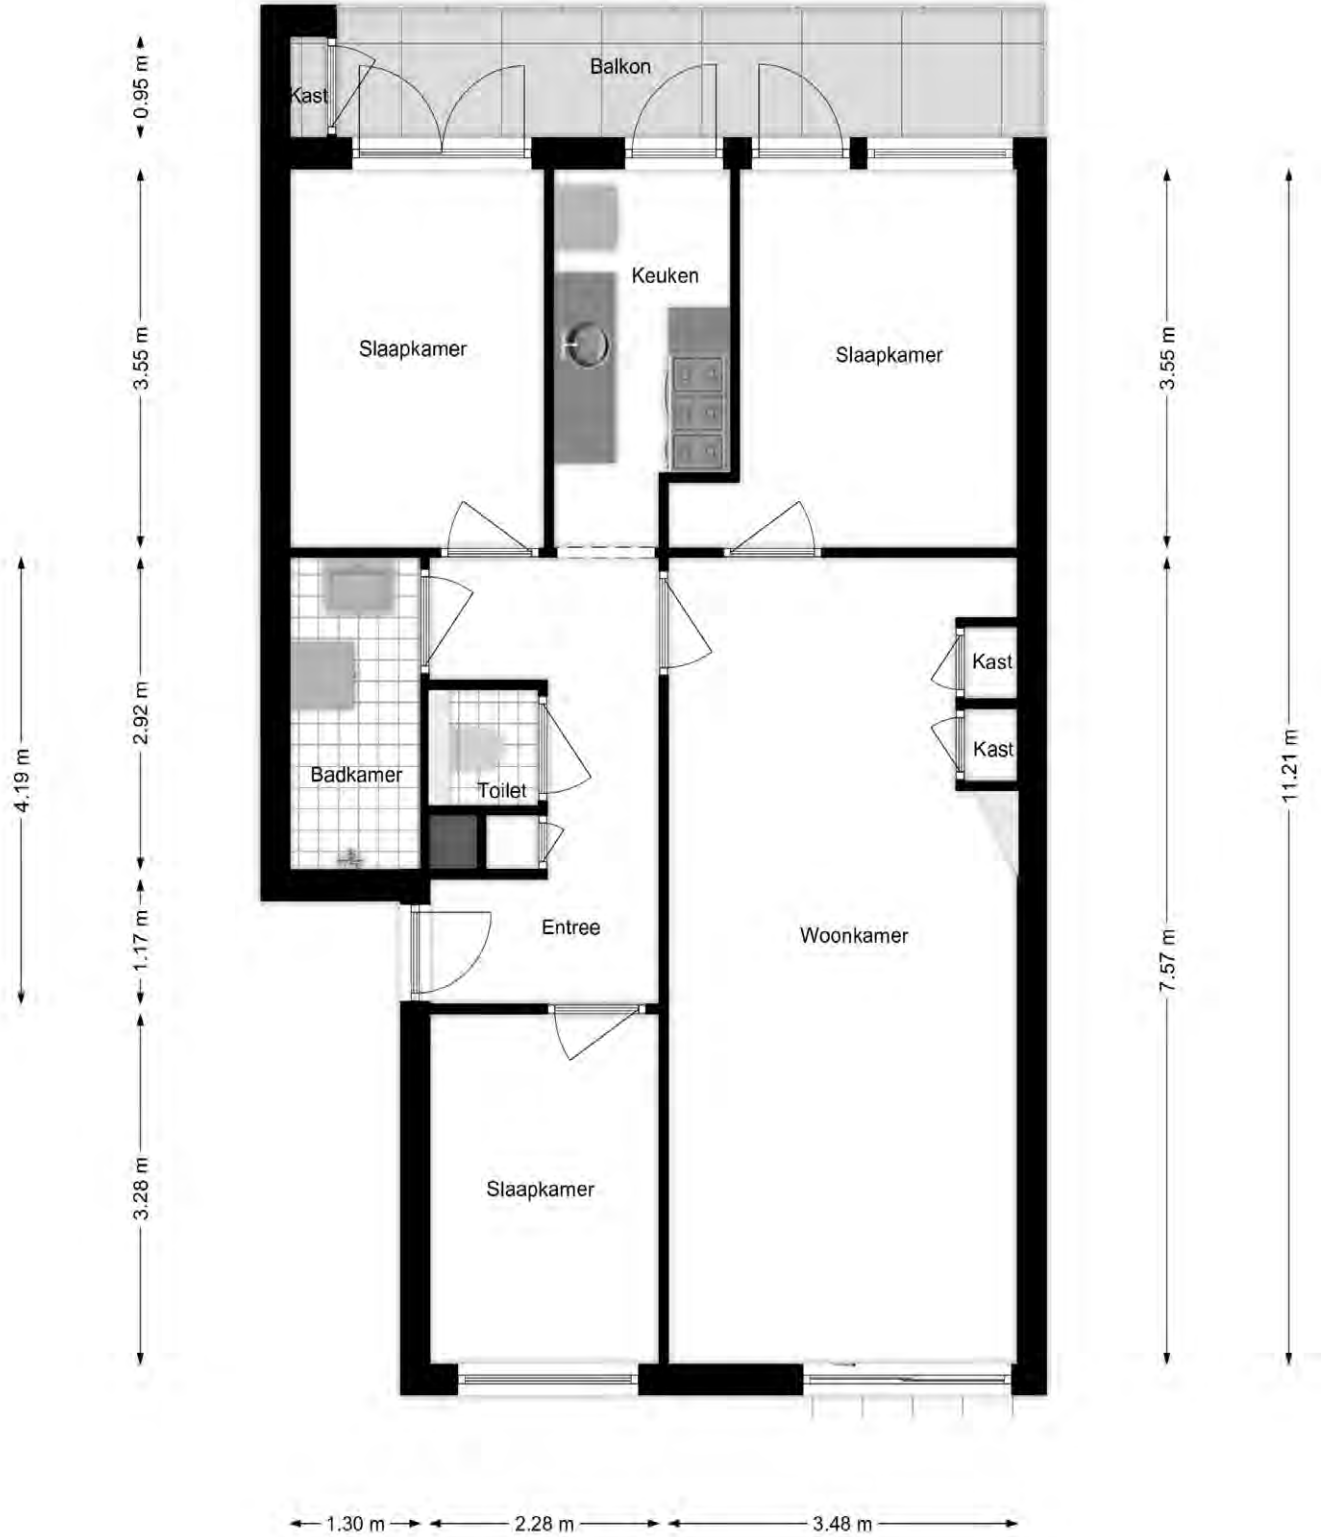 Balkon
Kast
0.95 m
Keuken
Slaapkamer
Slaapkamer
3.55 m
3.55 m
Kast
Kast
Badkamer
Toilet
2.92 m
4.19 m
11.21 m
Entree
Woonkamer
1.17 m
7.57 m
Slaapkamer
3.28 m
1.30 m
2.28 m
3.48 m